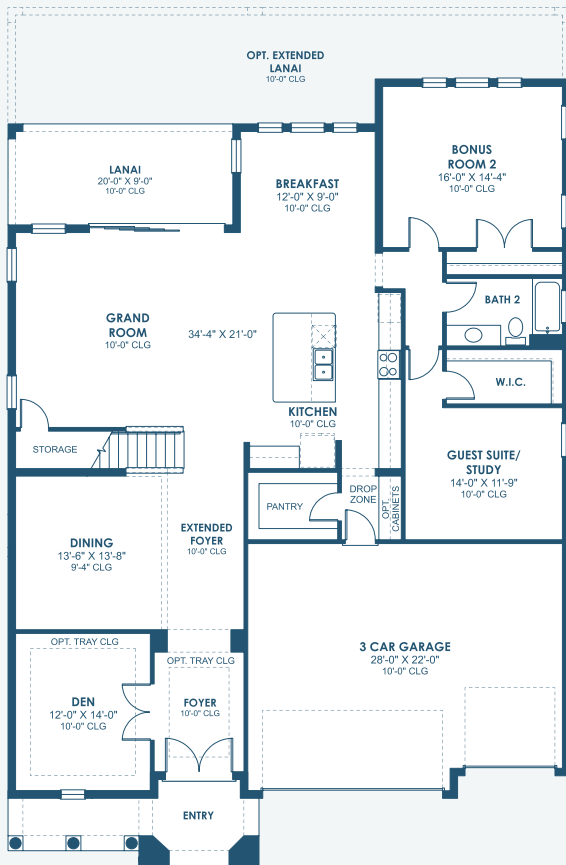 OPT. EXTENDED
LANAI
10'-0" CLG
LANAI
20'-0" X 9'-0"
10'-0" CLG
BREAKFAST
12'-0" X 9'-0"
10'-0" CLG
BONUS
ROOM 2
16'-0" X 14'-4"
10'-0" CLG
BATH 2
GRAND
ROOM
10'-0" CLG
34'-4" X 21'-0"
W.I.C.
KITCHEN
10'-0" CLG
STORAGE
GUEST SUITE/
STUDY
14'-0" X 11'-9"
10'-0" CLG
PANTRY
DROP
ZONE
OPT.
CABINETS
DINING
13'-6" X 13'-8"
9'-4" CLG
EXTENDED
FOYER
10'-0" CLG
OPT. TRAY CLG
DEN
12'-0" X 14'-0"
10'-0" CLG
OPT. TRAY CLG
FOYER
10'-0" CLG
3 CAR GARAGE
28'-0" X 22'-0"
10'-0" CLG
ENTRY